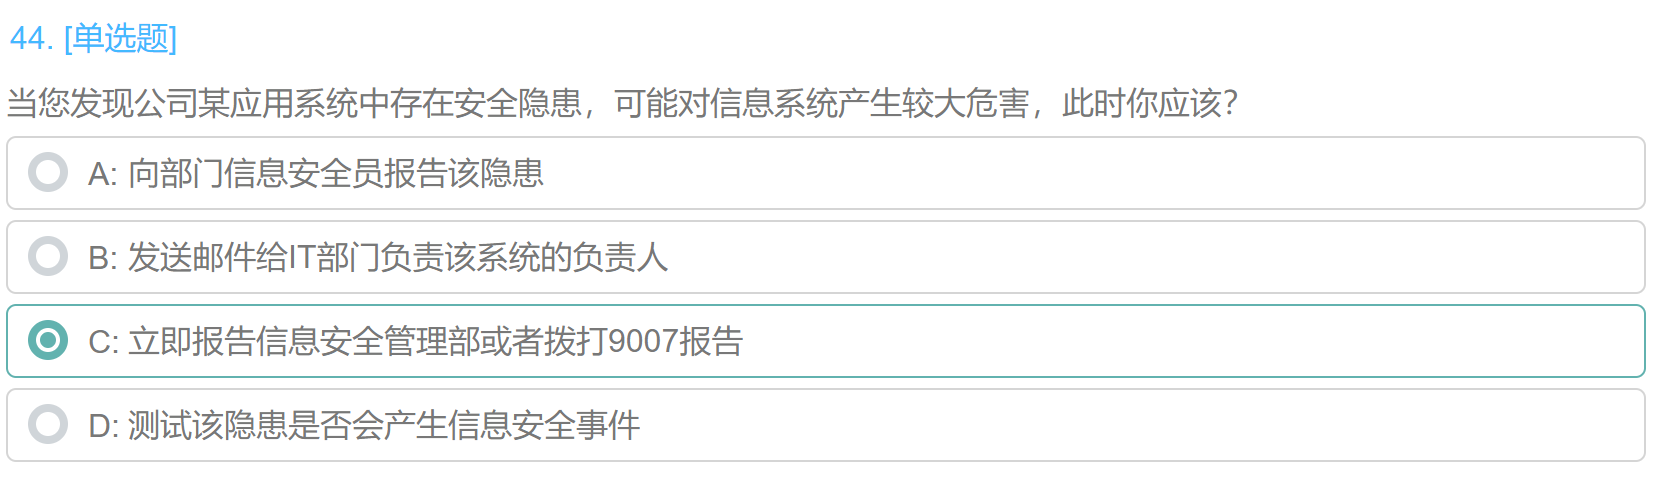 44. [单选题]
当您发现公司某应用系统中存在安全隐患，可能对信息系统产生较大危害，此时你应该？
A: 向部门信息安全员报告该隐患
B: 发送邮件给IT部门负责该系统的负责人
C: 立即报告信息安全管理部或者拨打9007报告
D: 测试该隐患是否会产生信息安全事件